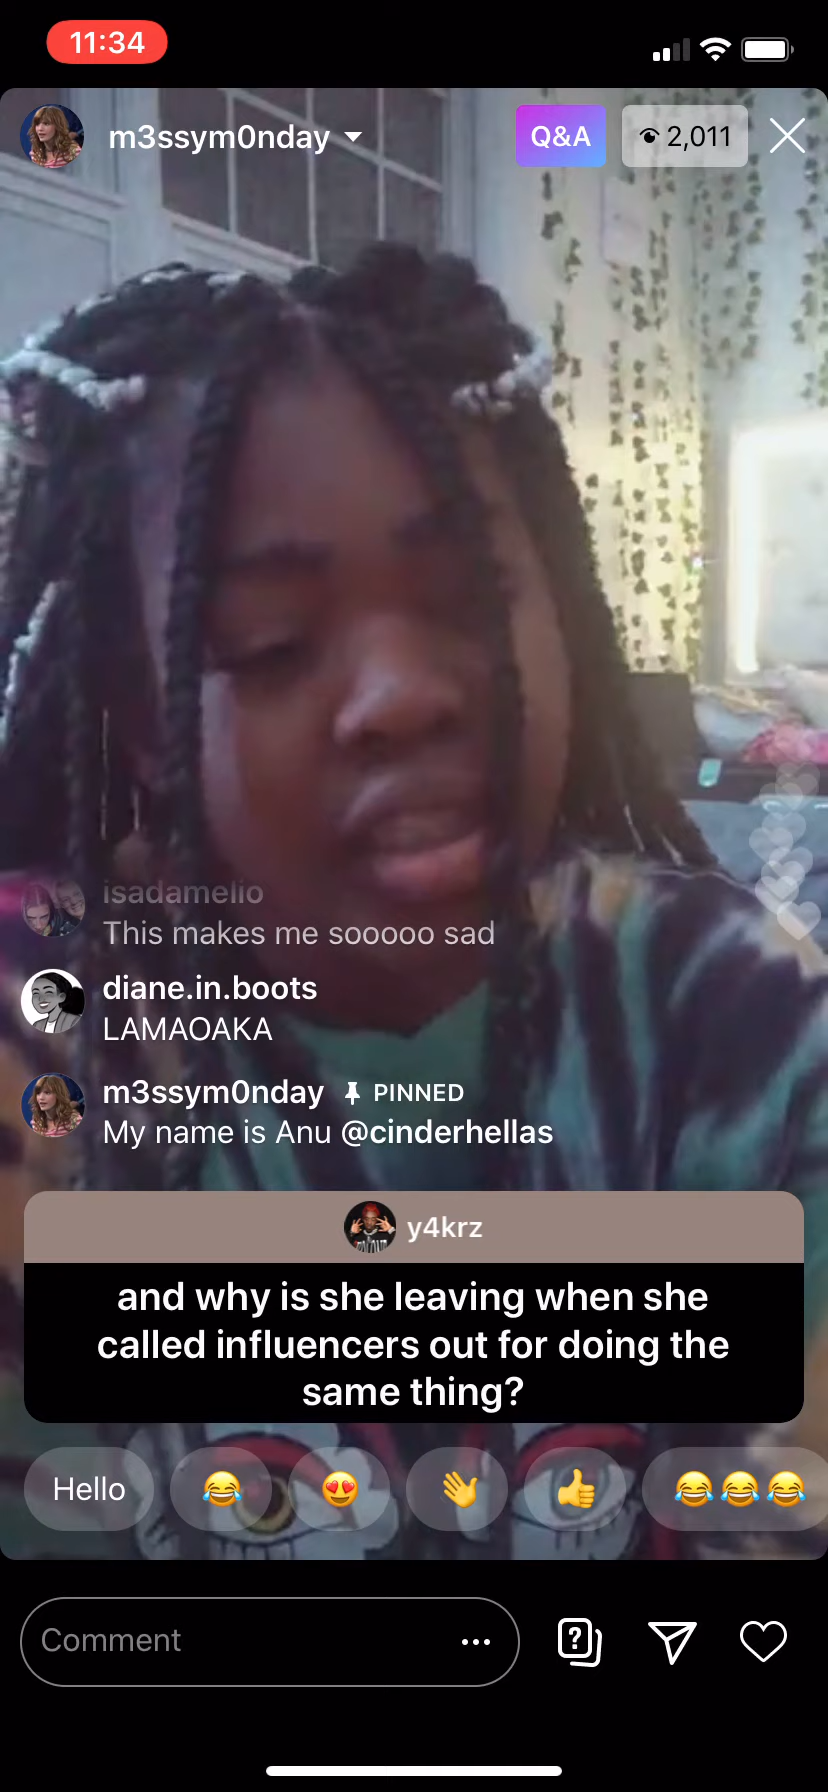 11:34
m3ssym0nday
Q&A
2,011
isadamelio
This makes me sooooo sad
diane.in.boots
LAMAOAKA
m3ssym0nday PINNED
My name is Anu @cinderhellas
y4krz
and why is she leaving when she
called influencers out for doing the
same thing?
Hello 😂 😍 👋 👍 😂😂😂
Comment ...